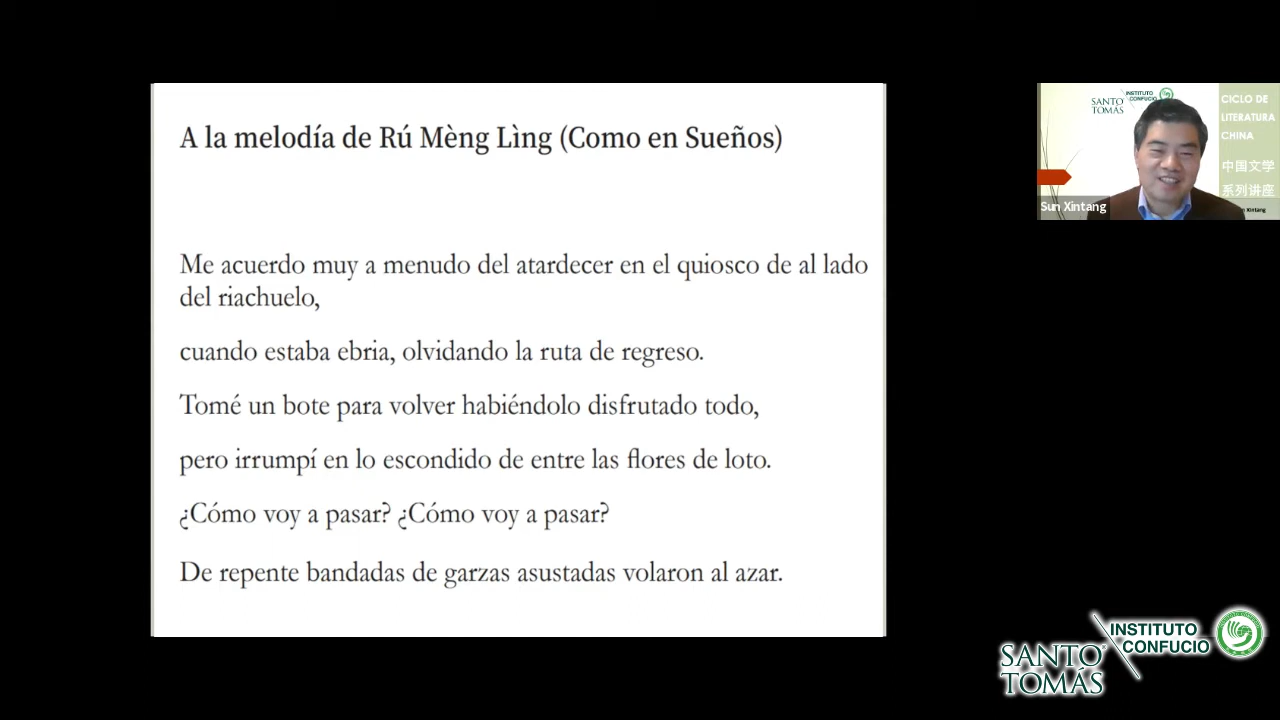 A la melodía de Rú Mèng Lìng (Como en Sueños)
Me acuerdo muy a menudo del atardecer en el quiosco de al lado
del riachuelo,
cuando estaba ebria, olvidando la ruta de regreso.
Tomé un bote para volver habiéndolo disfrutado todo,
pero irrumpí en lo escondido de entre las flores de loto.
¿Cómo voy a pasar? ¿Cómo voy a pasar?
De repente bandadas de garzas asustadas volaron al azar.
SANTO
TOMÁS
INSTITUTO
CONFUCIO
CICLO DE
LITERATURA
CHINA
中国文学
系列讲座
Xintang
Sun Xintang
SANTO
TOMÁS
INSTITUTO
CONFUCIO